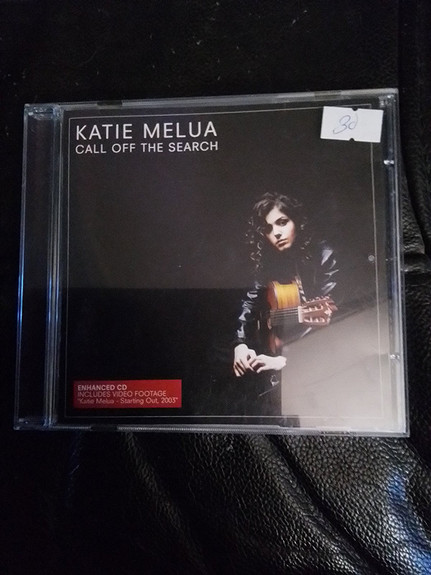 KATIE MELUA
CALL OFF THE SEARCH
30
ENHANCED CD
INCLUDES VIDEO FOOTAGE
"Katie Melua - Starting Out, 2003"